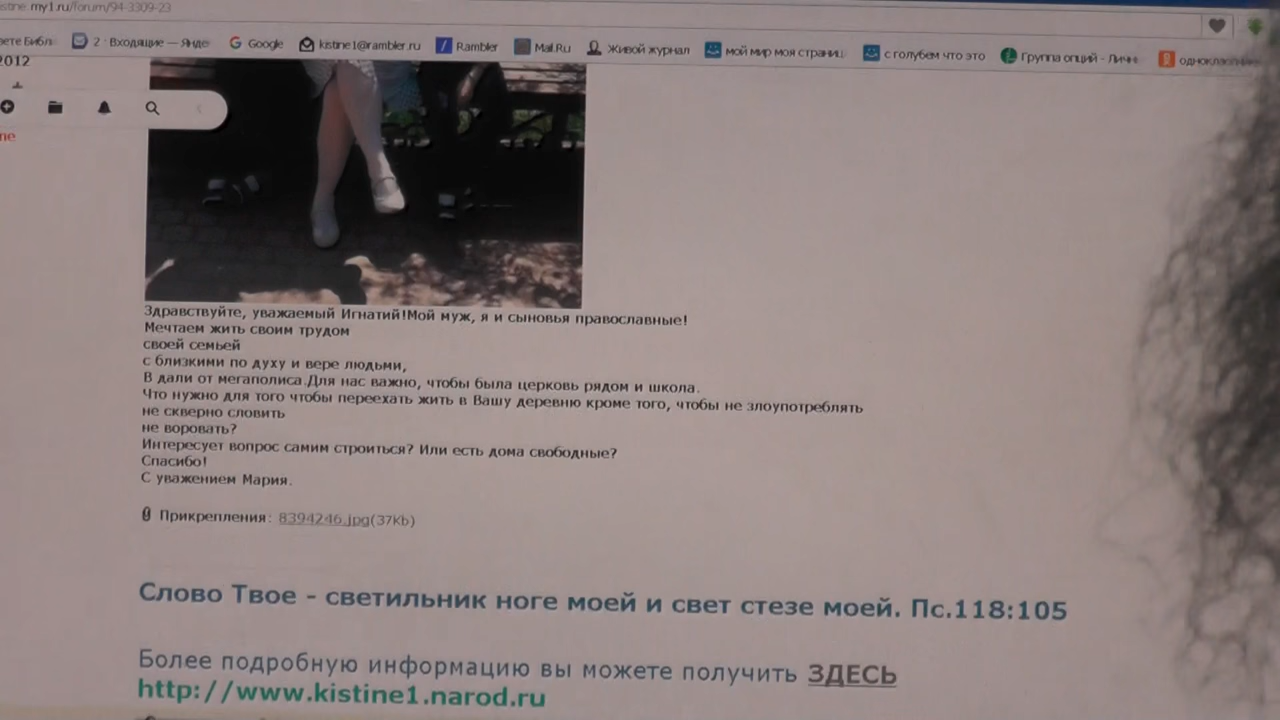 istine.my1.ru/forum/94-3309-23
вете Библ 2 · Входящие — Янде Google kistine1@rambler.ru Rambler Mail.Ru Живой журнал мой мир моя страниц с голубем что это Группа опций - Личн одноклассники
2012
me
Здравствуйте, уважаемый Игнатий!Мой муж, я и сыновья православные!
Мечтаем жить своим трудом
своей семьей
с близкими по духу и вере людьми,
В дали от мегаполиса.Для нас важно, чтобы была церковь рядом и школа.
Что нужно для того чтобы переехать жить в Вашу деревню кроме того, чтобы не злоупотреблять
не скверно словить
не воровать?
Интересует вопрос самим строиться? Или есть дома свободные?
Спасибо!
С уважением Мария.
Прикрепления: 8394246.jpg(37Kb)
Слово Твое - светильник ноге моей и свет стезе моей. Пс.118:105
Более подробную информацию вы можете получить ЗДЕСЬ
http://www.kistine1.narod.ru